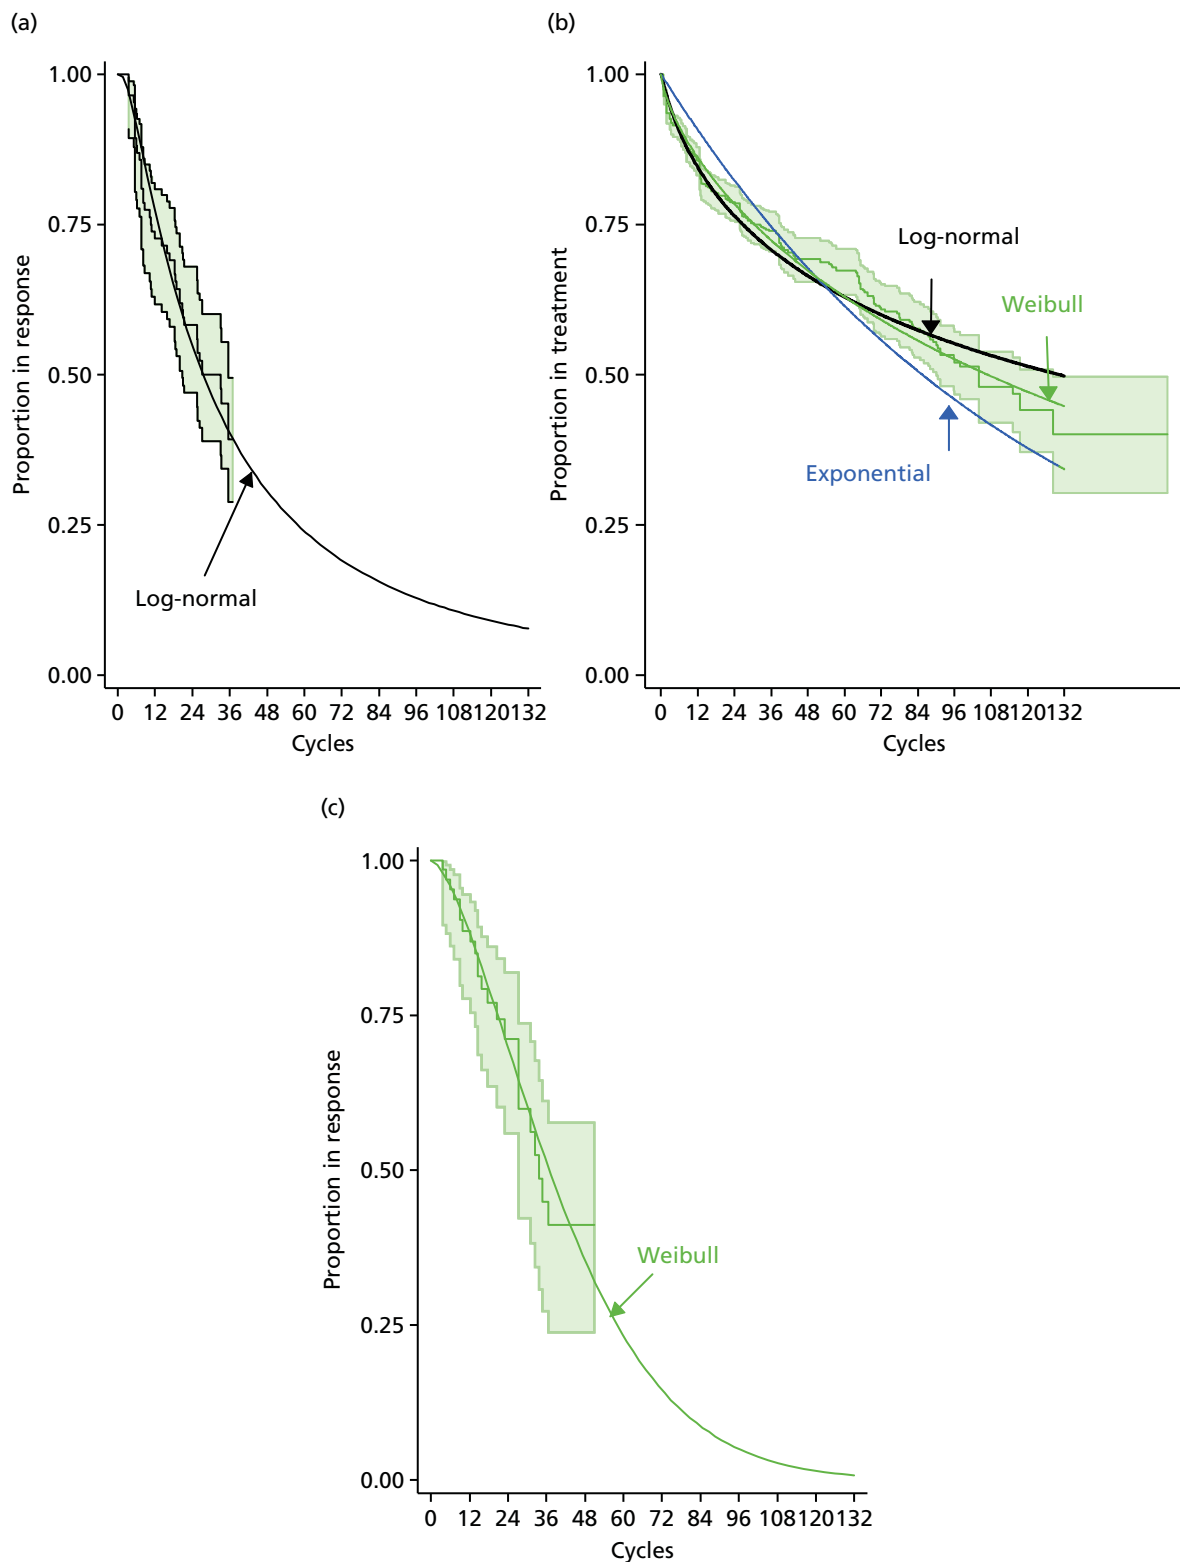 (a)
Proportion in response
1.00
0.75
0.50
0.25
0.00
Log-normal
0 12 24 36 48 60 72 84 96 108120132
Cycles
(b)
Proportion in treatment
1.00
0.75
0.50
0.25
0.00
Log-normal
Weibull
Exponential
0 12 24 36 48 60 72 84 96 108120132
Cycles
(c)
Proportion in response
1.00
0.75
0.50
0.25
0.00
Weibull
0 12 24 36 48 60 72 84 96 108120132
Cycles